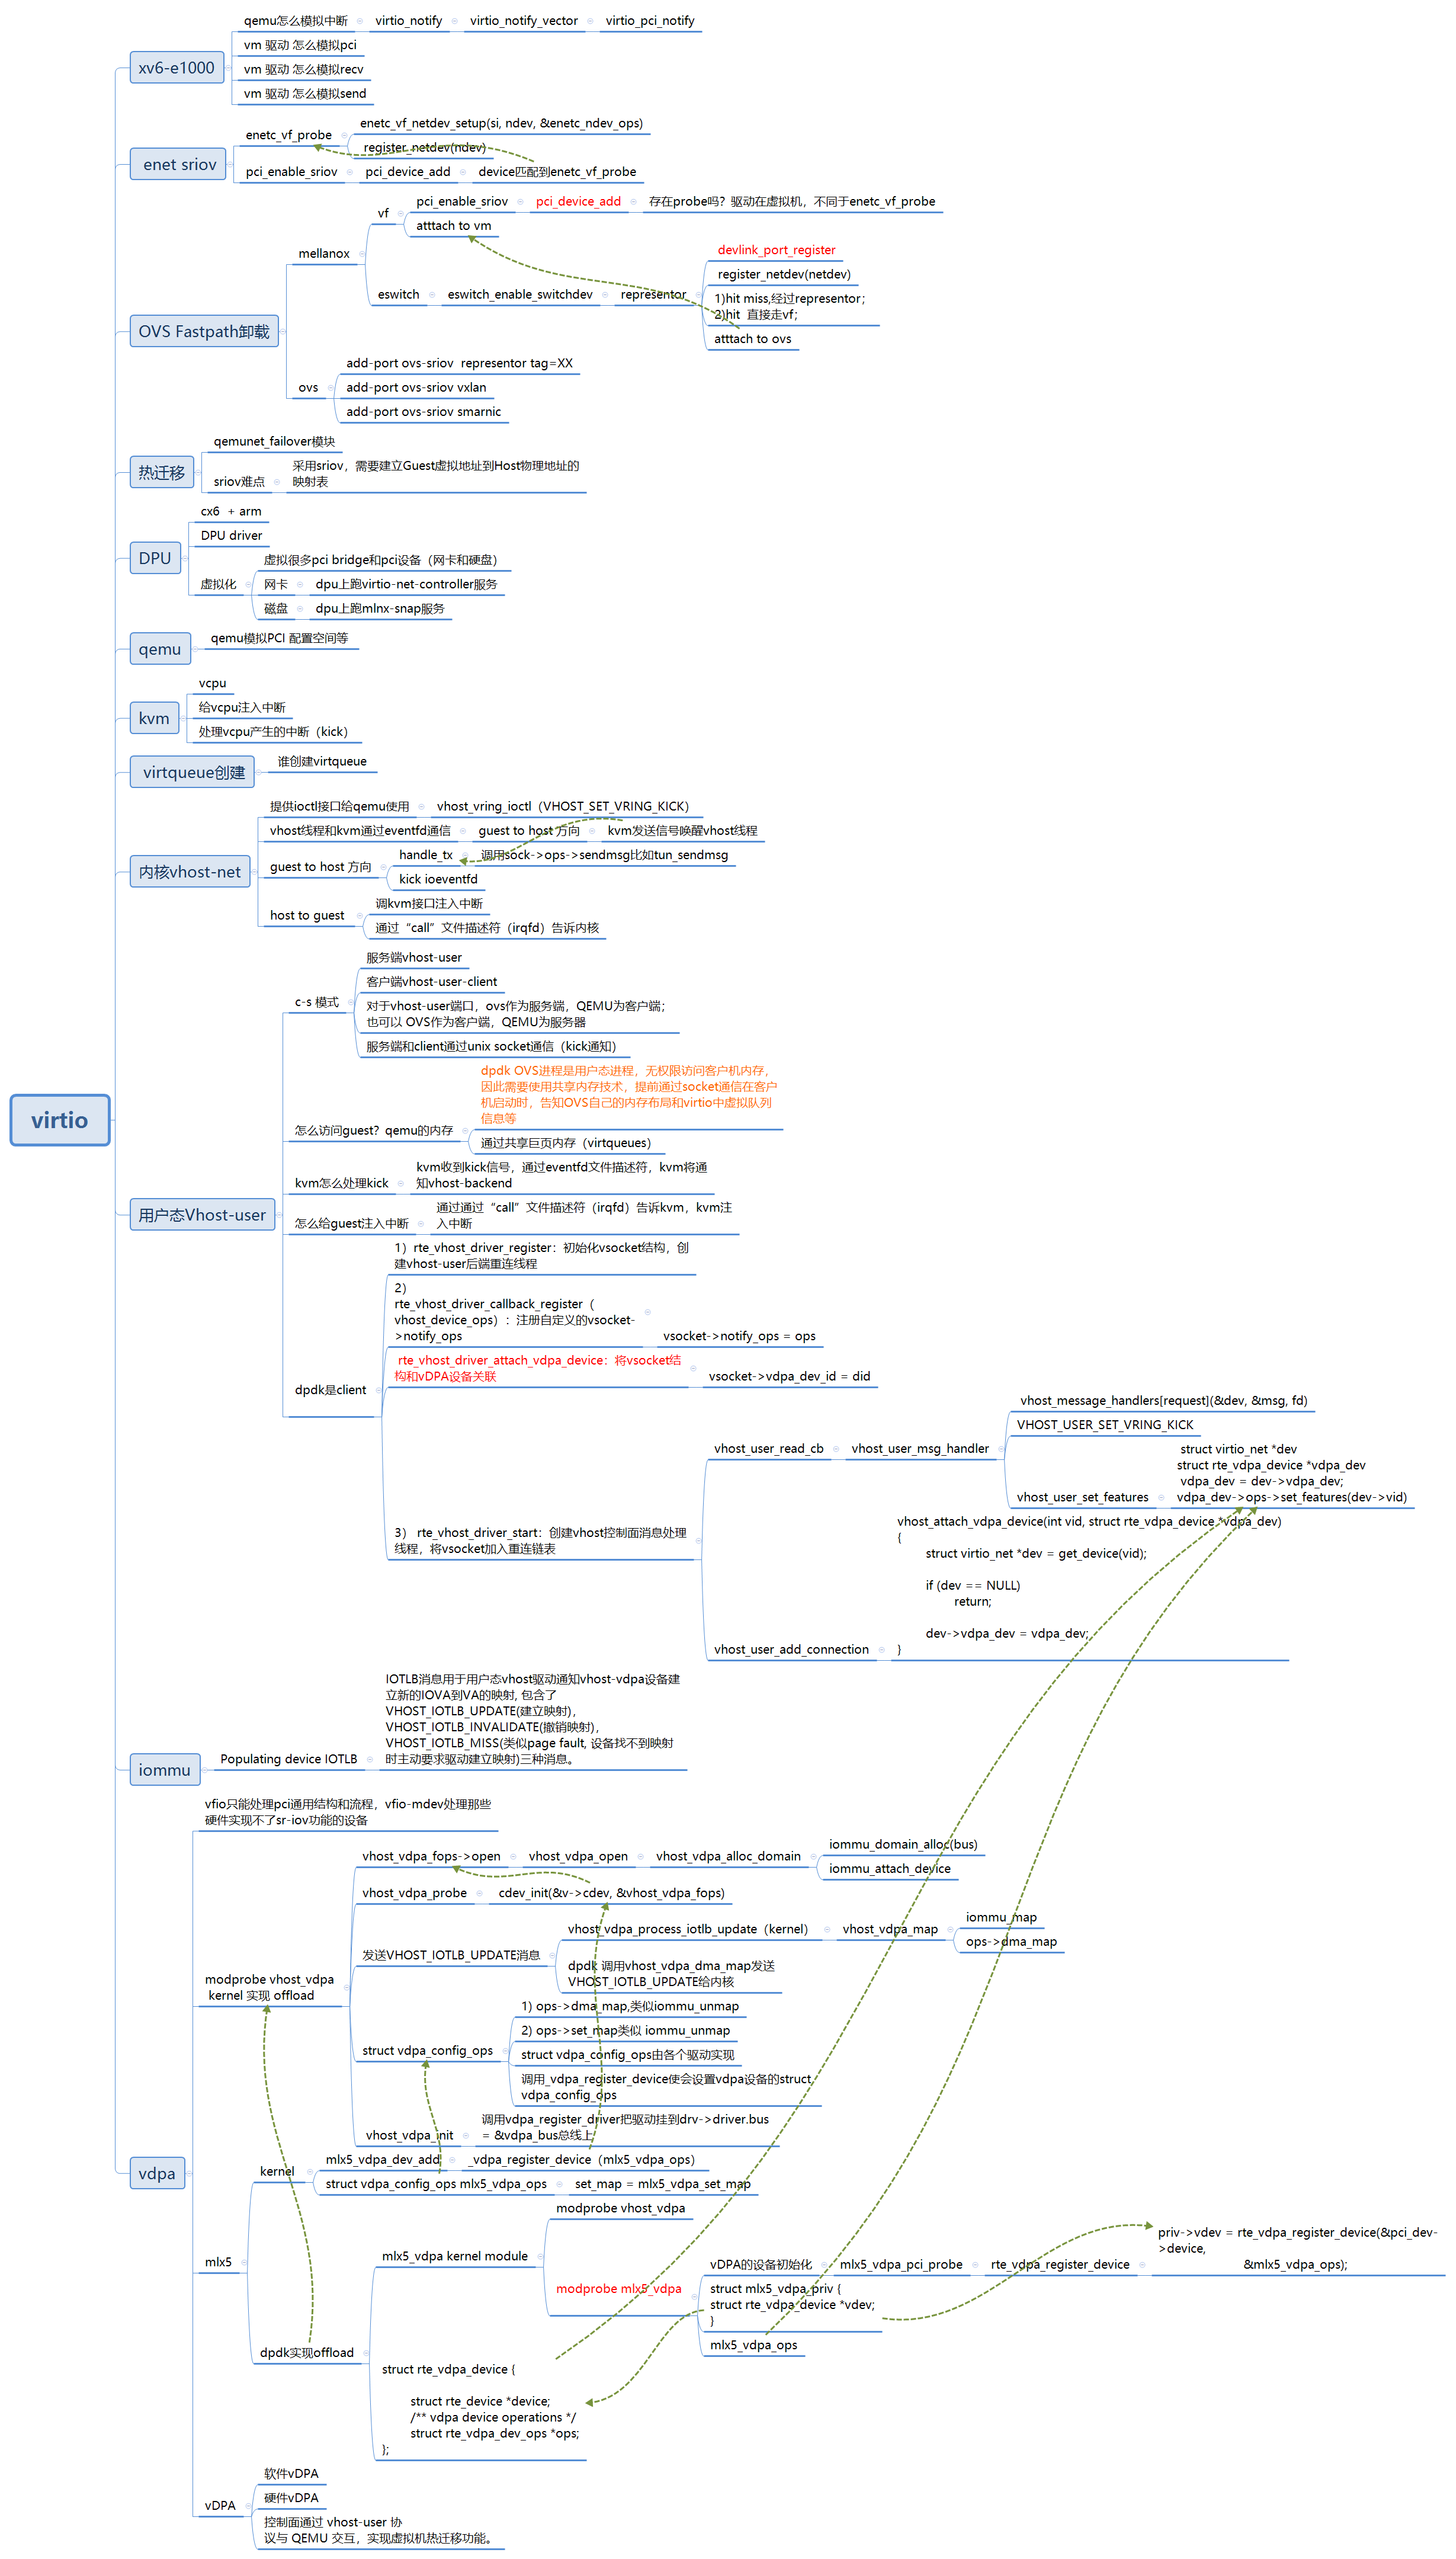 virtio
xv6-e1000
qemu怎么模拟中断
virtio_notify
virtio_notify_vector
virtio_pci_notify
vm 驱动 怎么模拟pci
vm 驱动 怎么模拟recv
vm 驱动 怎么模拟send
enet sriov
enetc_vf_probe
enetc_vf_netdev_setup(si, ndev, &enetc_ndev_ops)
register_netdev(ndev)
pci_enable_sriov
pci_device_add
device匹配到enetc_vf_probe
OVS Fastpath卸载
mellanox
vf
pci_enable_sriov
pci_device_add
存在probe吗？驱动在虚拟机，不同于enetc_vf_probe
atttach to vm
eswitch
eswitch_enable_switchdev
representor
devlink_port_register
register_netdev(netdev)
1)hit miss,经过representor；
2)hit  直接走vf；
atttach to ovs
ovs
add-port ovs-sriov  representor tag=XX
add-port ovs-sriov vxlan
add-port ovs-sriov smarnic
热迁移
qemunet_failover模块
sriov难点
采用sriov，需要建立Guest虚拟地址到Host物理地址的
映射表
DPU
cx6  + arm
DPU driver
虚拟化
虚拟很多pci bridge和pci设备（网卡和硬盘）
网卡
dpu上跑virtio-net-controller服务
磁盘
dpu上跑mlnx-snap服务
qemu
qemu模拟PCI 配置空间等
kvm
vcpu
给vcpu注入中断
处理vcpu产生的中断（kick）
virtqueue创建
谁创建virtqueue
内核vhost-net
提供ioctl接口给qemu使用
vhost_vring_ioctl（VHOST_SET_VRING_KICK）
vhost线程和kvm通过eventfd通信
guest to host 方向
kvm发送信号唤醒vhost线程
guest to host 方向
handle_tx
调用sock->ops->sendmsg比如tun_sendmsg
kick ioeventfd
host to guest
调kvm接口注入中断
通过“call”文件描述符（irqfd）告诉内核
用户态Vhost-user
c-s 模式
服务端vhost-user
客户端vhost-user-client
对于vhost-user端口，ovs作为服务端，QEMU为客户端；
也可以 OVS作为客户端，QEMU为服务器
服务端和client通过unix socket通信（kick通知）
怎么访问guest？qemu的内存
dpdk OVS进程是用户态进程，无权限访问客户机内存，
因此需要使用共享内存技术，提前通过socket通信在客户
机启动时，告知OVS自己的内存布局和virtio中虚拟队列
信息等
通过共享巨页内存（virtqueues）
kvm怎么处理kick
kvm收到kick信号，通过eventfd文件描述符，kvm将通
知vhost-backend
怎么给guest注入中断
通过通过“call”文件描述符（irqfd）告诉kvm，kvm注
入中断
dpdk是client
1）rte_vhost_driver_register：初始化vsocket结构，创
建vhost-user后端重连线程
2）
rte_vhost_driver_callback_register（
vhost_device_ops）：注册自定义的vsocket-
>notify_ops
vsocket->notify_ops = ops
rte_vhost_driver_attach_vdpa_device：将vsocket结
构和vDPA设备关联
vsocket->vdpa_dev_id = did
3） rte_vhost_driver_start：创建vhost控制面消息处理
线程，将vsocket加入重连链表
vhost_user_read_cb
vhost_user_msg_handler
vhost_message_handlers[request](&dev, &msg, fd)
VHOST_USER_SET_VRING_KICK
vhost_user_set_features
struct virtio_net *dev
struct rte_vdpa_device *vdpa_dev
vdpa_dev = dev->vdpa_dev;
vdpa_dev->ops->set_features(dev->vid)
vhost_user_add_connection
vhost_attach_vdpa_device(int vid, struct rte_vdpa_device *vdpa_dev)
{
struct virtio_net *dev = get_device(vid);
if (dev == NULL)
return;
dev->vdpa_dev = vdpa_dev;
}
iommu
Populating device IOTLB
IOTLB消息用于用户态vhost驱动通知vhost-vdpa设备建
立新的IOVA到VA的映射, 包含了
VHOST_IOTLB_UPDATE(建立映射)，
VHOST_IOTLB_INVALIDATE(撤销映射)，
VHOST_IOTLB_MISS(类似page fault, 设备找不到映射
时主动要求驱动建立映射)三种消息。
vdpa
vfio只能处理pci通用结构和流程，vfio-mdev处理那些
硬件实现不了sr-iov功能的设备
modprobe vhost_vdpa
kernel 实现 offload
vhost_vdpa_fops->open
vhost_vdpa_open
vhost_vdpa_alloc_domain
iommu_domain_alloc(bus)
iommu_attach_device
vhost_vdpa_probe
cdev_init(&v->cdev, &vhost_vdpa_fops)
发送VHOST_IOTLB_UPDATE消息
vhost_vdpa_process_iotlb_update（kernel）
vhost_vdpa_map
iommu_map
ops->dma_map
dpdk 调用vhost_vdpa_dma_map发送
VHOST_IOTLB_UPDATE给内核
struct vdpa_config_ops
1) ops->dma_map,类似iommu_unmap
2) ops->set_map类似 iommu_unmap
struct vdpa_config_ops由各个驱动实现
调用_vdpa_register_device使会设置vdpa设备的struct
vdpa_config_ops
vhost_vdpa_init
调用vdpa_register_driver把驱动挂到drv->driver.bus
= &vdpa_bus总线上
mlx5
kernel
mlx5_vdpa_dev_add
_vdpa_register_device（mlx5_vdpa_ops）
struct vdpa_config_ops mlx5_vdpa_ops
set_map = mlx5_vdpa_set_map
dpdk实现offload
mlx5_vdpa kernel module
modprobe vhost_vdpa
modprobe mlx5_vdpa
vDPA的设备初始化
mlx5_vdpa_pci_probe
rte_vdpa_register_device
priv->vdev = rte_vdpa_register_device(&pci_dev-
>device,
&mlx5_vdpa_ops);
struct mlx5_vdpa_priv {
struct rte_vdpa_device *vdev;
}
mlx5_vdpa_ops
struct rte_vdpa_device {
struct rte_device *device;
/** vdpa device operations */
struct rte_vdpa_dev_ops *ops;
};
vDPA
软件vDPA
硬件vDPA
控制面通过 vhost-user 协
议与 QEMU 交互，实现虚拟机热迁移功能。